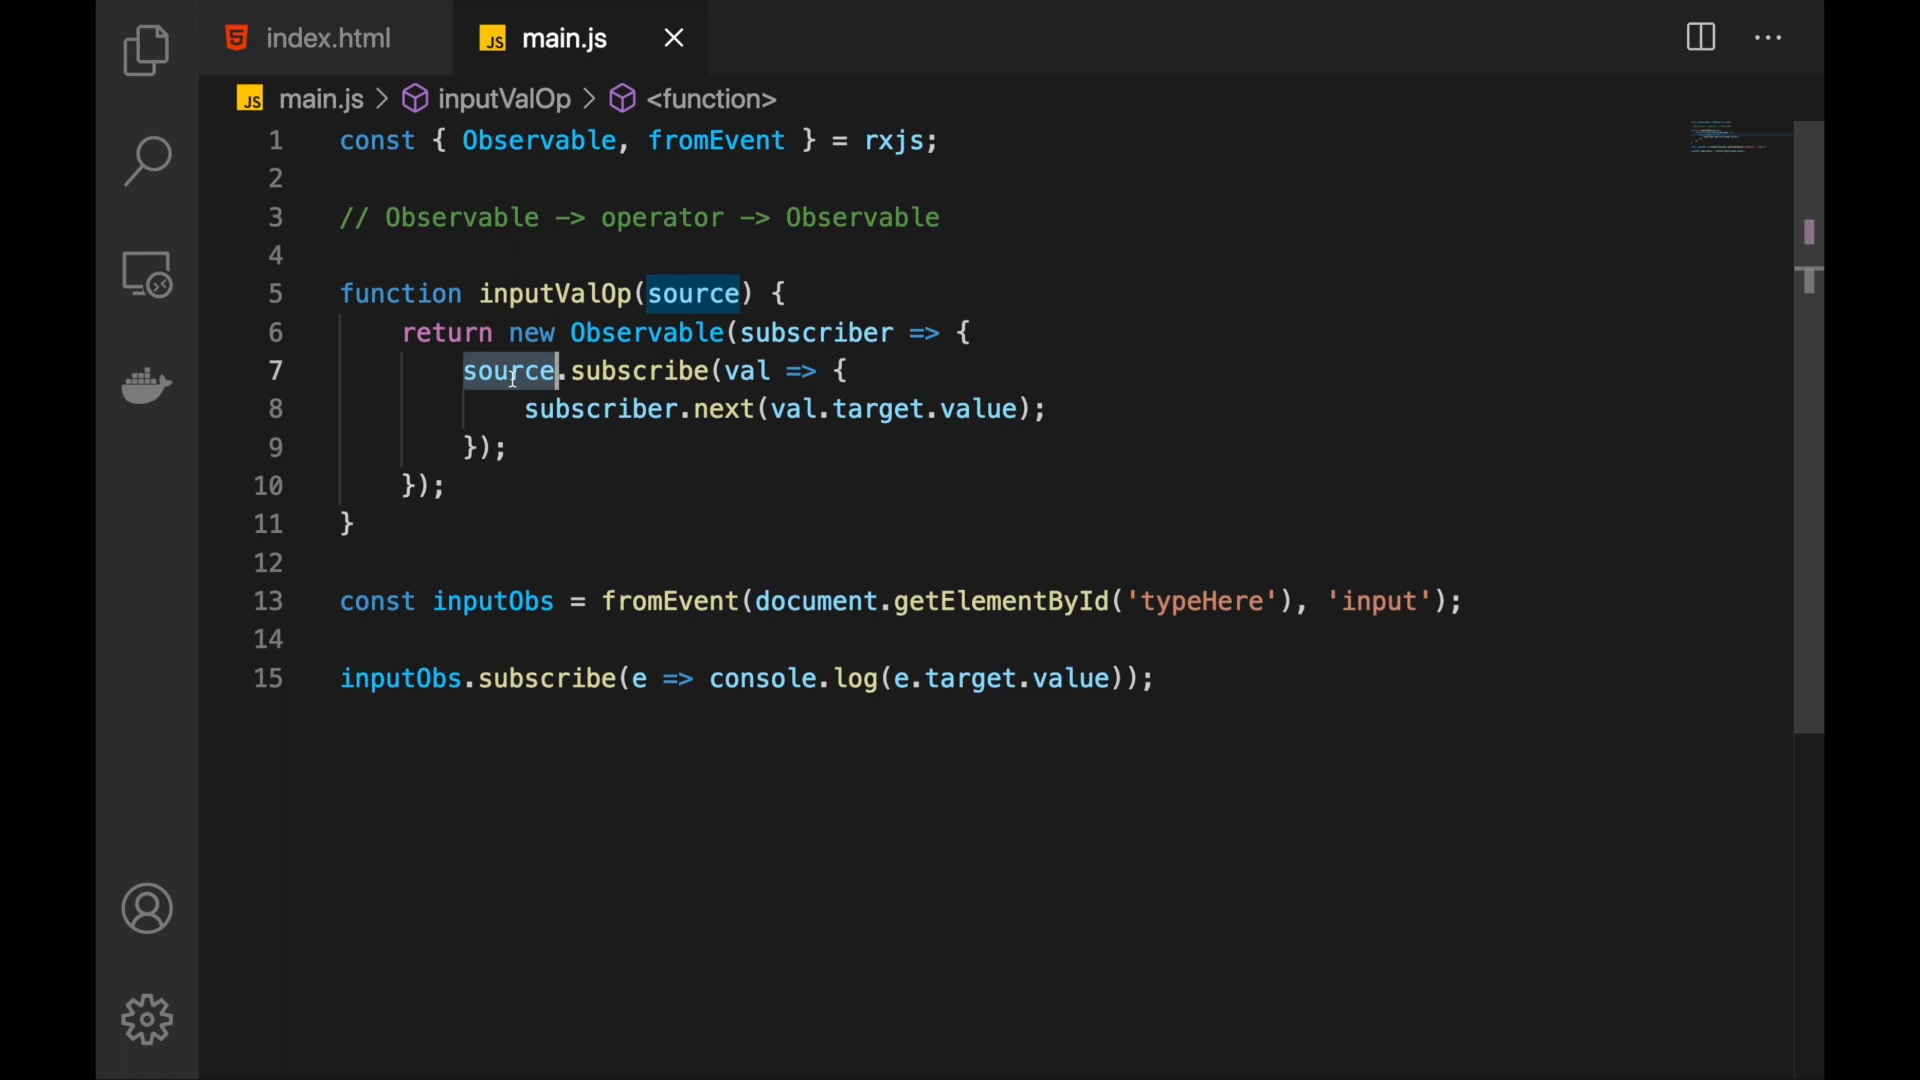 index.html
JS main.js
JS main.js > inputValOp > <function>
1 const { Observable, fromEvent } = rxjs;
2
3 // Observable -> operator -> Observable
4
5 function inputValOp(source) {
6 return new Observable(subscriber => {
7 source.subscribe(val => {
8 subscriber.next(val.target.value);
9 });
10 });
11 }
12
13 const inputObs = fromEvent(document.getElementById('typeHere'), 'input');
14
15 inputObs.subscribe(e => console.log(e.target.value));